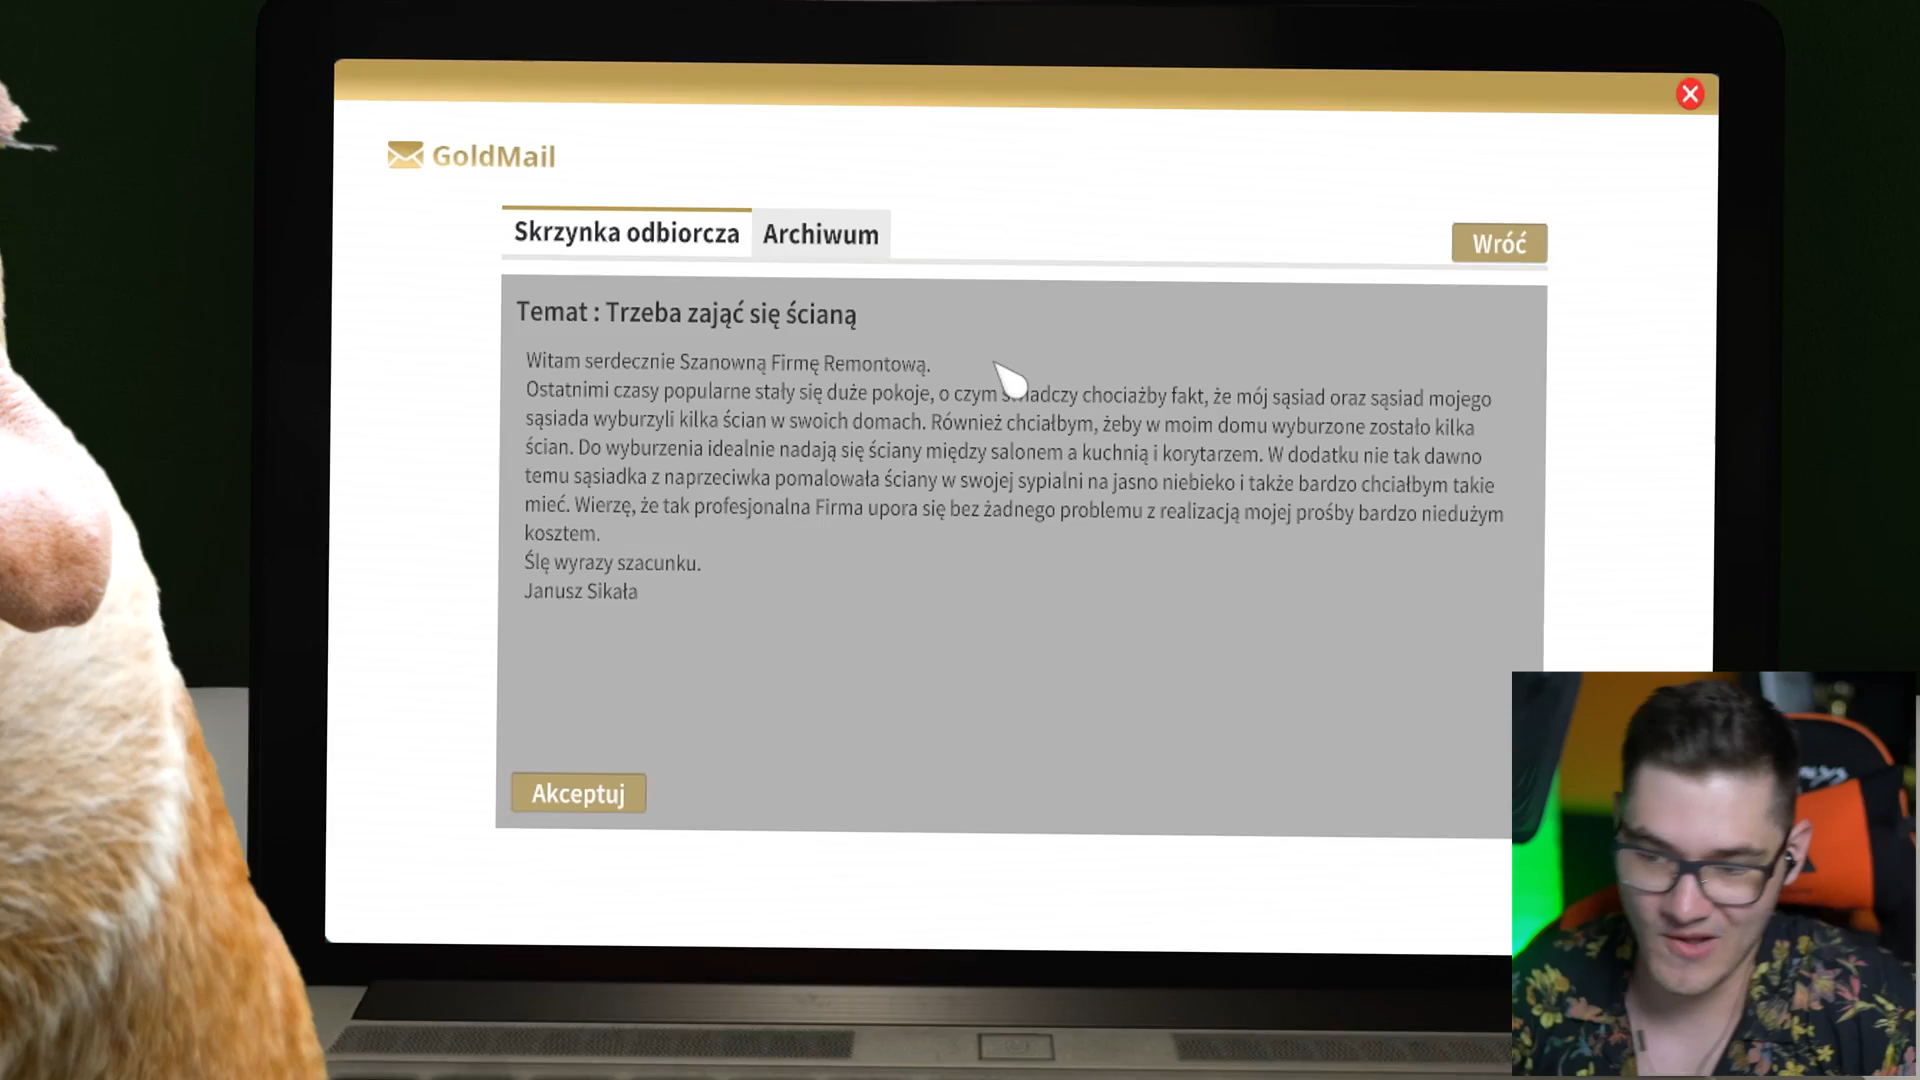 GoldMail
Skrzynka odbiorcza
Archiwum
Wróć
Temat : Trzeba zająć się ścianą
Witam serdecznie Szanowną Firmę Remontową.
Ostatnimi czasy popularne stały się duże pokoje, o czym świadczy chociażby fakt, że mój sąsiad oraz sąsiad mojego
sąsiada wyburzyli kilka ścian w swoich domach. Również chciałbym, żeby w moim domu wyburzone zostało kilka
ścian. Do wyburzenia idealnie nadają się ściany między salonem a kuchnią i korytarzem. W dodatku nie tak dawno
temu sąsiadka z naprzeciwka pomalowała ściany w swojej sypialni na jasno niebieko i także bardzo chciałbym takie
mieć. Wierzę, że tak profesjonalna Firma upora się bez żadnego problemu z realizacją mojej prośby bardzo niedużym
kosztem.
Ślę wyrazy szacunku.
Janusz Sikała
Akceptuj